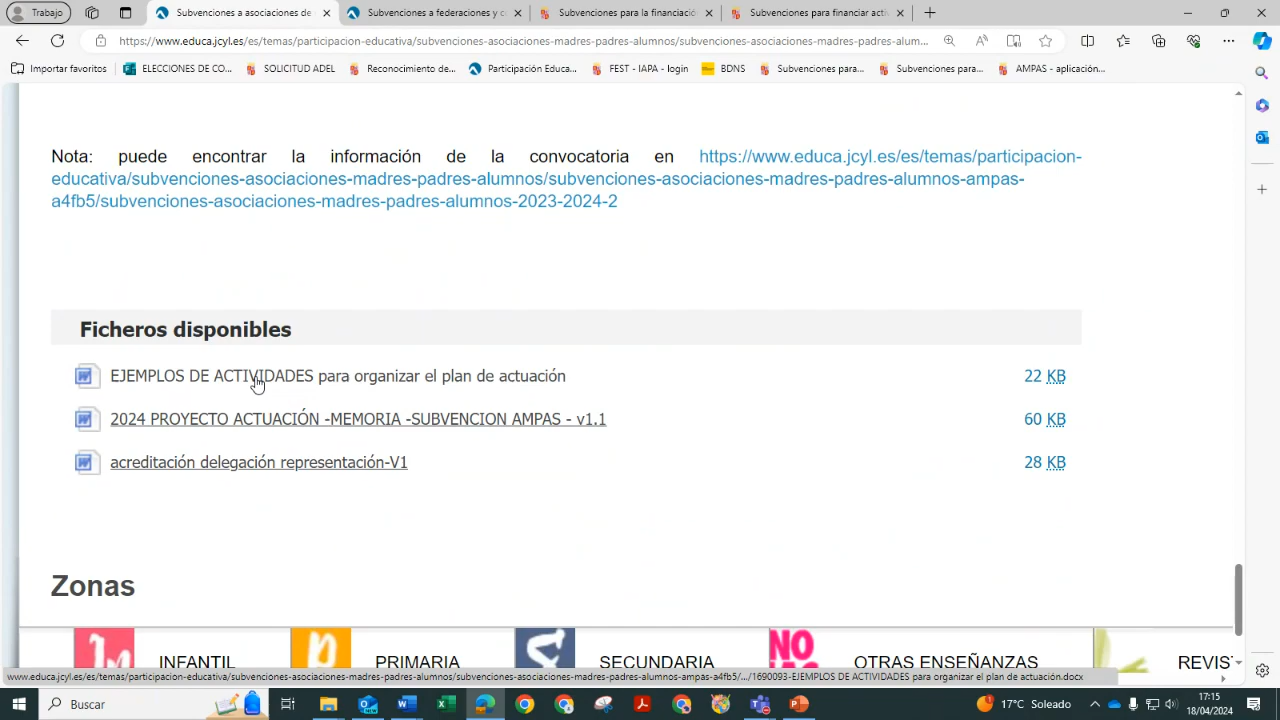 Trabajo
Subvenciones a asociaciones de
Subvenciones a federaciones y c
Subvenciones para la financiació
Subvenciones para financiar acti
https://www.educa.jcyl.es/es/temas/participacion-educativa/subvenciones-asociaciones-madres-padres-alumnos/subvenciones-asociaciones-madres-padres-alum...
Importar favoritos
ELECCIONES DE CO...
SOLICITUD ADEL
Reconocimiento de...
Participación Educa...
FEST - IAPA - login
BDNS
Subvenciones para...
Subvenciones para...
AMPAS - aplicación...
Nota: puede encontrar la información de la convocatoria en https://www.educa.jcyl.es/es/temas/participacion-
educativa/subvenciones-asociaciones-madres-padres-alumnos/subvenciones-asociaciones-madres-padres-alumnos-ampas-
a4fb5/subvenciones-asociaciones-madres-padres-alumnos-2023-2024-2
Ficheros disponibles
EJEMPLOS DE ACTIVIDADES para organizar el plan de actuación 22 KB
2024 PROYECTO ACTUACIÓN -MEMORIA -SUBVENCION AMPAS - v1.1 60 KB
acreditación delegación representación-V1 28 KB
Zonas
INFANTIL
PRIMARIA
SECUNDARIA
NO
OTRAS ENSEÑANZAS
REVIS
www.educa.jcyl.es/es/temas/participacion-educativa/subvenciones-asociaciones-madres-padres-alumnos/subvenciones-asociaciones-madres-padres-alumnos-ampas-a4fb5/.../1690093-EJEMPLOS DE ACTIVIDADES para organizar el plan de actuación.docx
Buscar
17°C Soleado
17:15
18/04/2024